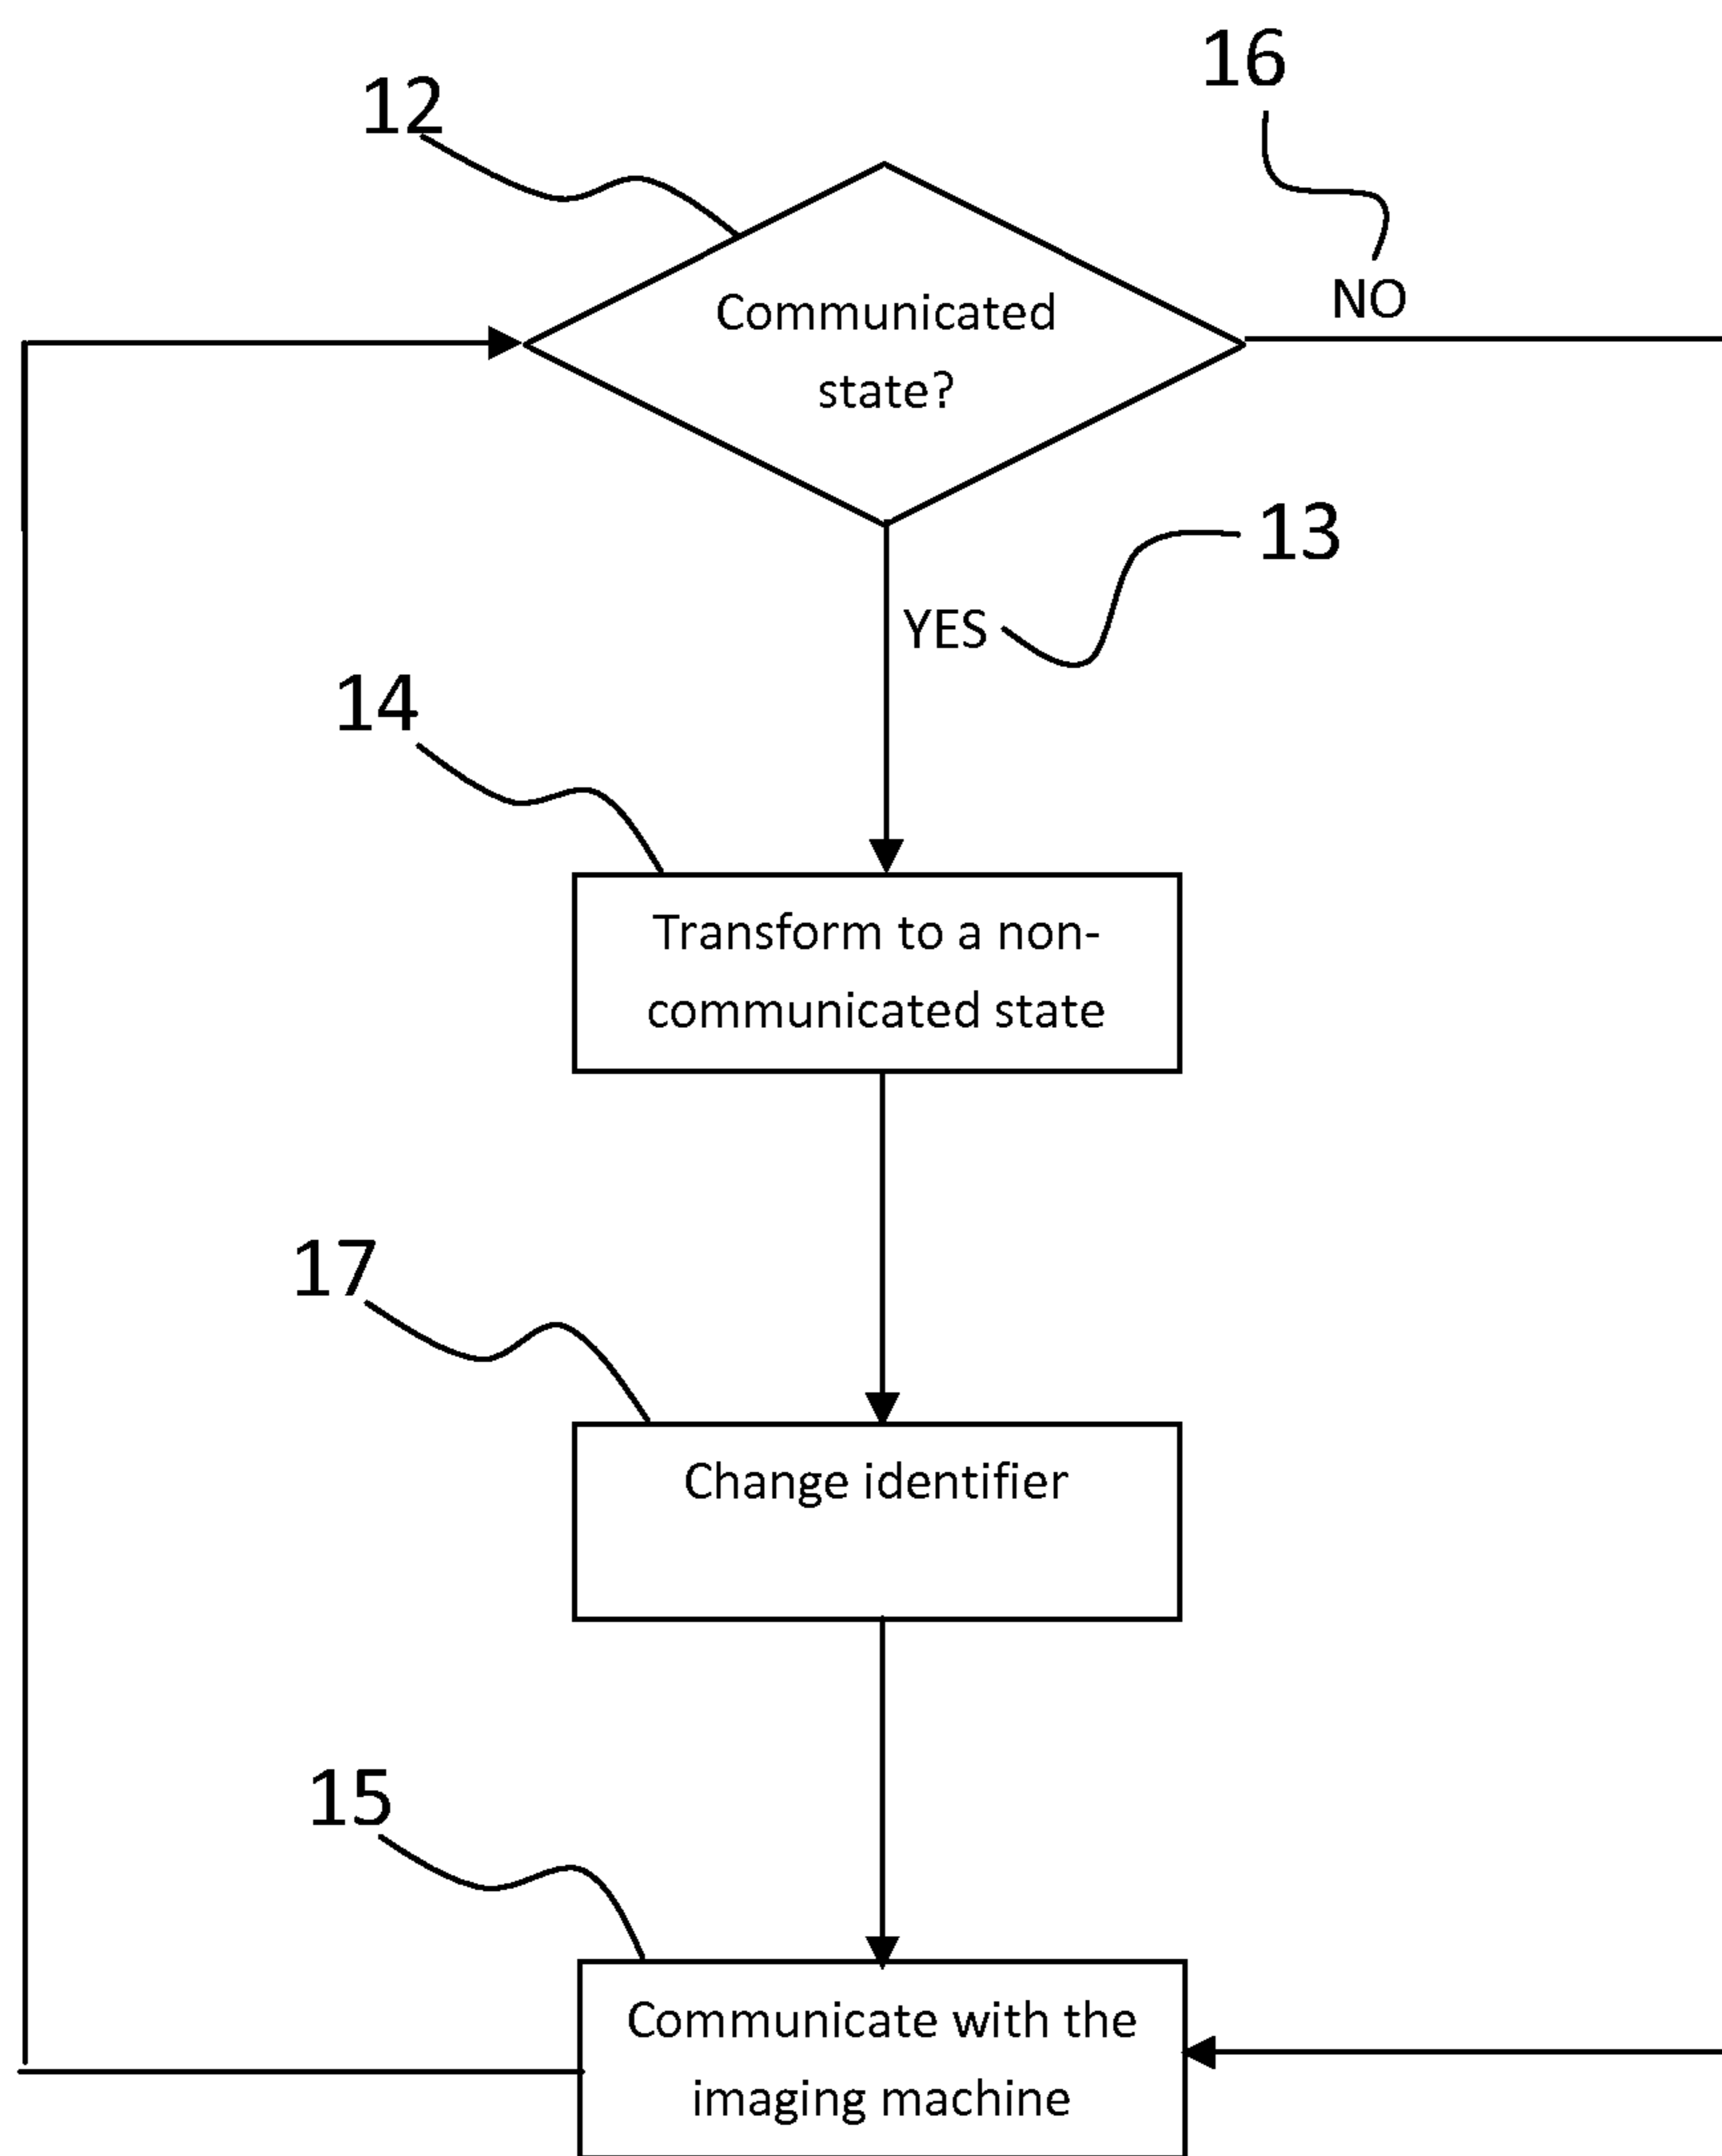 16
12
NO
Communicated
state?
13
YES
14
Transform to a non-
communicated state
17
Change identifier
15
Communicate with the
imaging machine